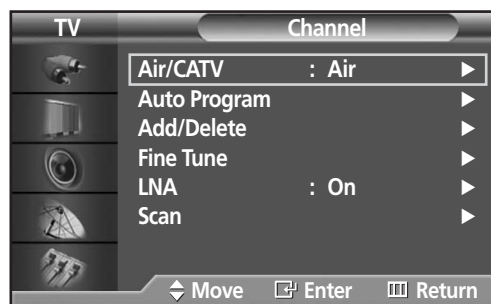 TV Channel
Air/CATV : Air
Auto Program
Add/Delete
Fine Tune
LNA : On
Scan
Move Enter Return